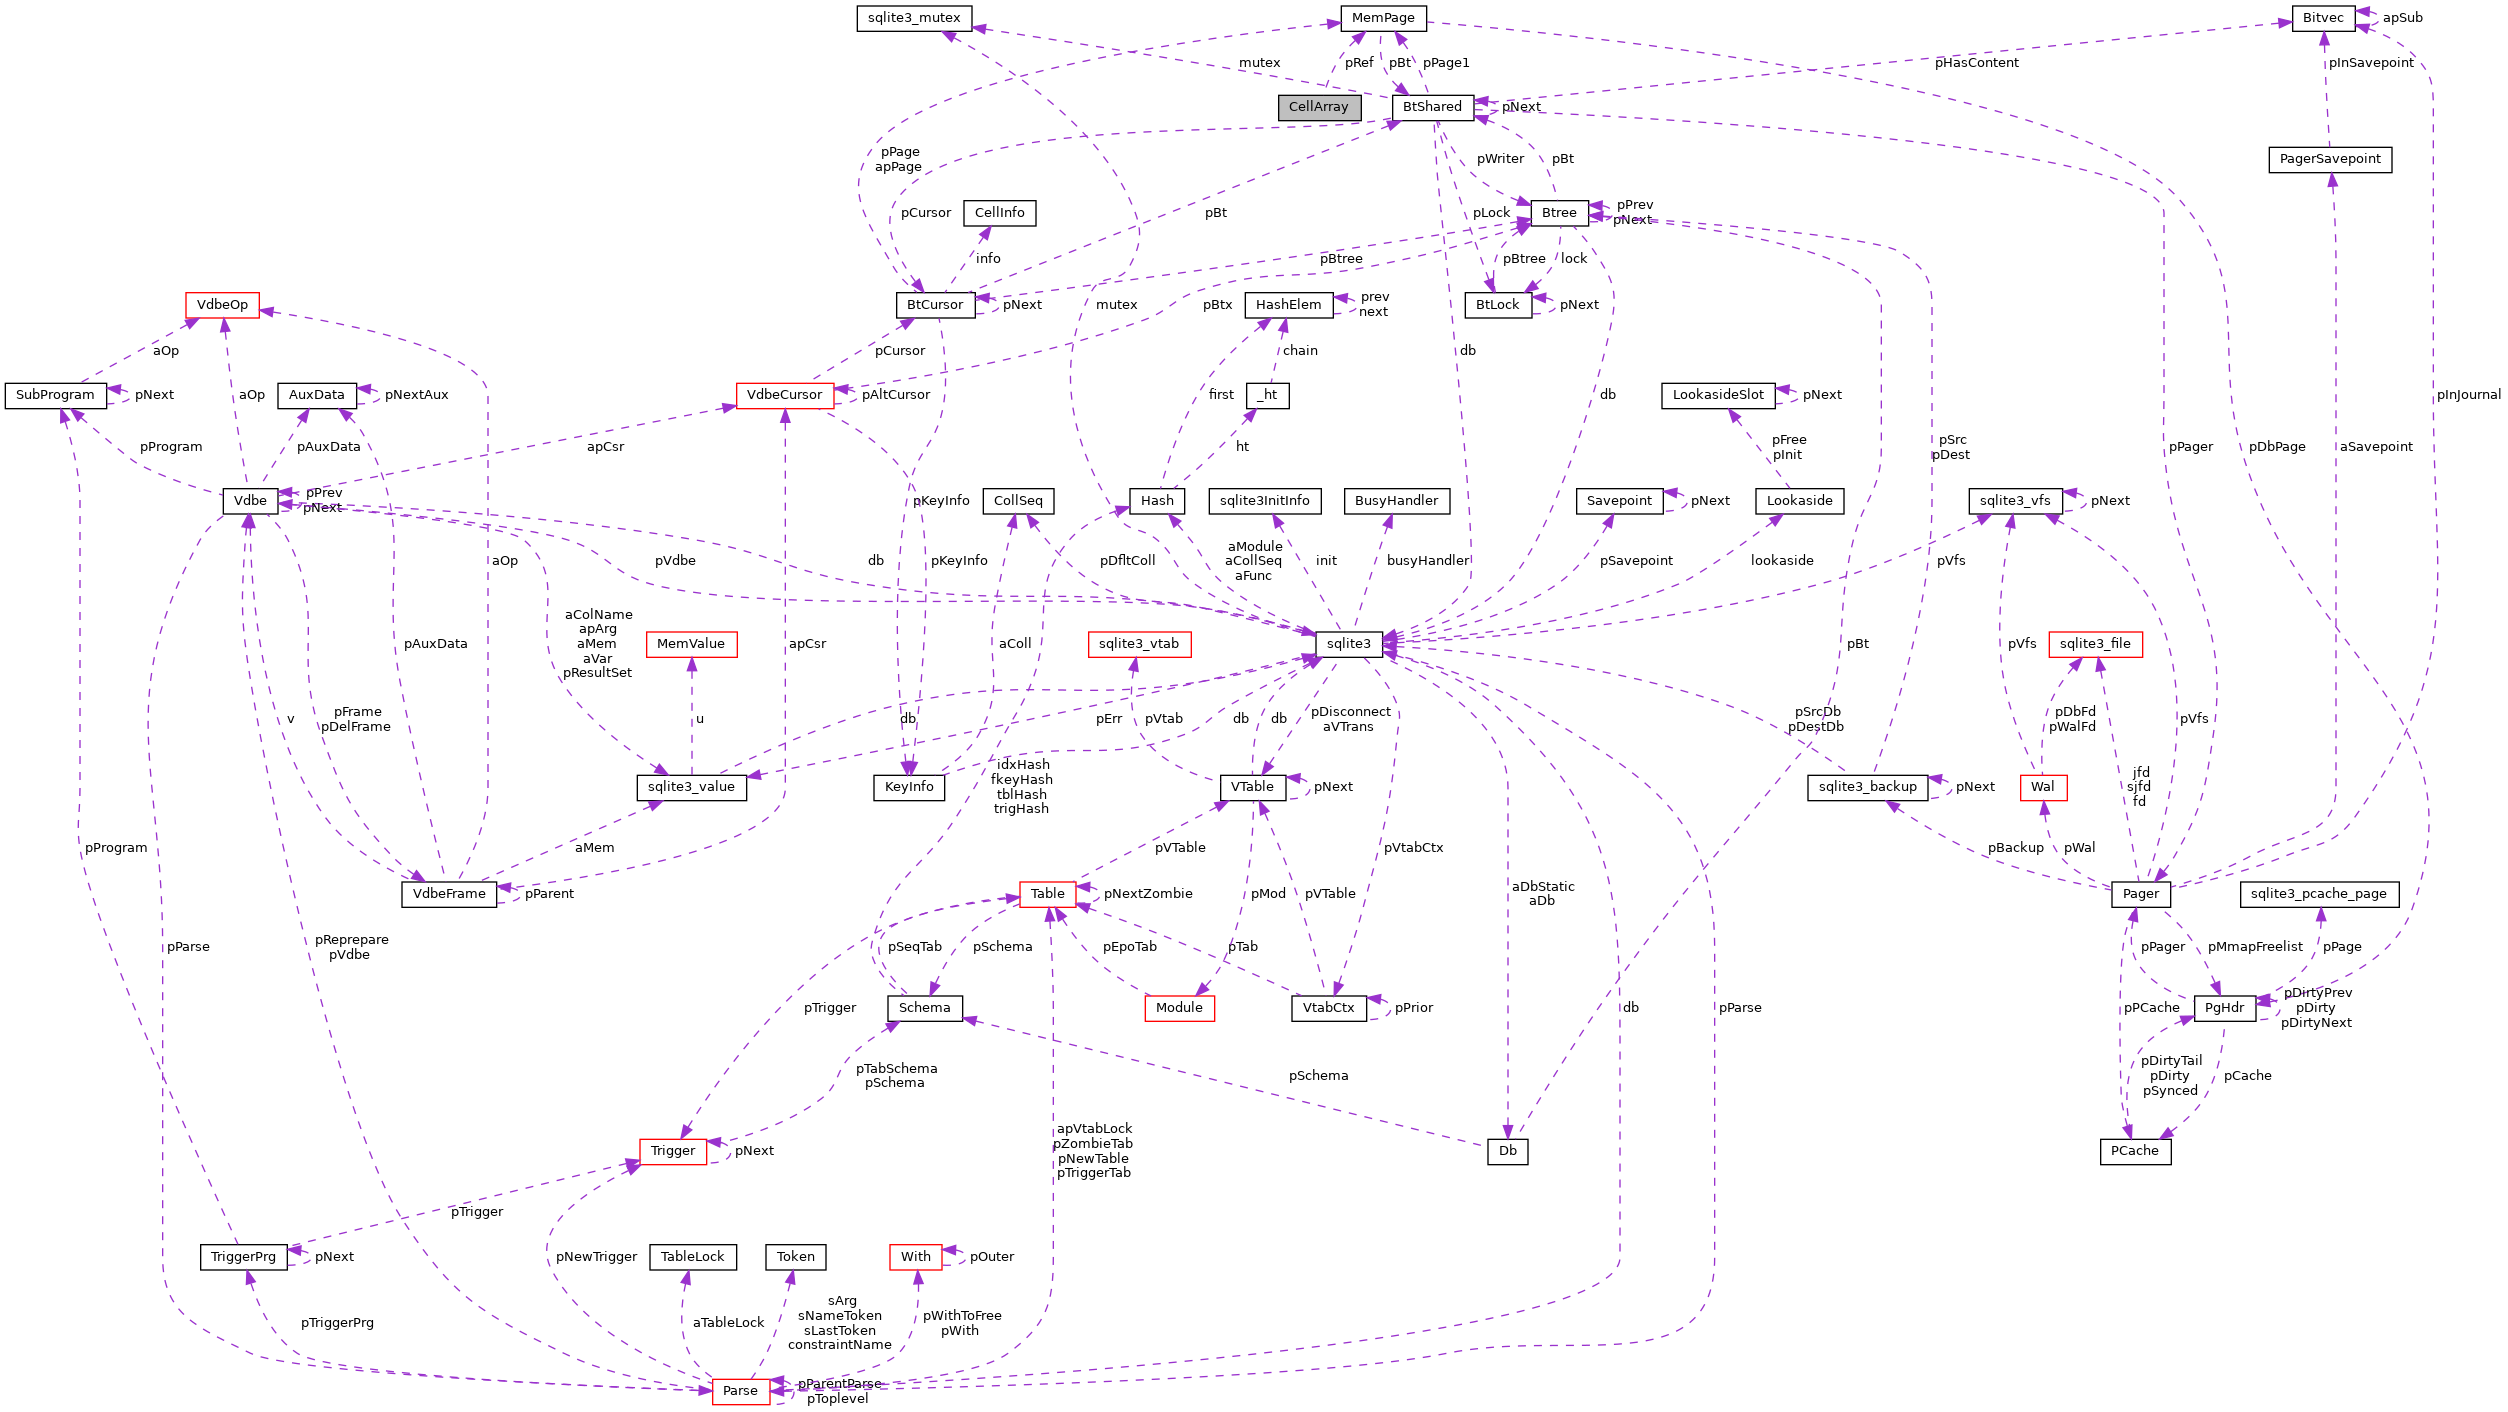 sqlite3_mutex
MemPage
Bitvec
apSub
mutex
pRef
pBt
pPage1
pHasContent
pInSavepoint
CellArray
BtShared
pNext
pPage
apPage
pWriter
pBt
PagerSavepoint
pCursor
CellInfo
pBt
pLock
Btree
pPrev
pNext
info
pBtree
pBtree
lock
VdbeOp
BtCursor
pNext
mutex
pBtx
HashElem
prev
next
BtLock
pNext
aOp
pCursor
chain
db
SubProgram
pNext
aOp
AuxData
pNextAux
VdbeCursor
pAltCursor
first
_ht
db
LookasideSlot
pNext
pInJournal
pProgram
pAuxData
apCsr
ht
pSrc
pDest
pFree
pInit
pPager
pDbPage
aSavepoint
Vdbe
pPrev
pNext
pKeyInfo
CollSeq
Hash
sqlite3InitInfo
BusyHandler
Savepoint
pNext
Lookaside
sqlite3_vfs
pNext
aOp
pVdbe
db
pKeyInfo
pDfltColl
aModule
aCollSeq
aFunc
init
busyHandler
pSavepoint
lookaside
pVfs
pAuxData
aColName
apArg
aMem
aVar
pResultSet
MemValue
apCsr
aColl
sqlite3_vtab
sqlite3
pBt
pVfs
sqlite3_file
v
pFrame
pDelFrame
u
db
pErr
pVtab
db
db
pDisconnect
aVTrans
pSrcDb
pDestDb
pDbFd
pWalFd
pVfs
sqlite3_value
KeyInfo
idxHash
fkeyHash
tblHash
trigHash
VTable
pNext
sqlite3_backup
pNext
Wal
jfd
sjfd
fd
pProgram
aMem
pVTable
pVtabCtx
pBackup
pWal
VdbeFrame
pParent
Table
pNextZombie
pMod
pVTable
aDbStatic
aDb
Pager
sqlite3_pcache_page
pParse
pReprepare
pVdbe
pSeqTab
pSchema
pEpoTab
pTab
pPager
pMmapFreelist
pPage
pTrigger
Schema
Module
VtabCtx
pPrior
db
pParse
pPCache
PgHdr
pDirtyPrev
pDirty
pDirtyNext
pTabSchema
pSchema
pSchema
pDirtyTail
pDirty
pSynced
pCache
Trigger
pNext
apVtabLock
pZombieTab
pNewTable
pTriggerTab
Db
PCache
pTrigger
TriggerPrg
pNext
pNewTrigger
TableLock
Token
With
pOuter
pTriggerPrg
aTableLock
sArg
sNameToken
sLastToken
constraintName
pWithToFree
pWith
Parse
pParentParse
pToplevel